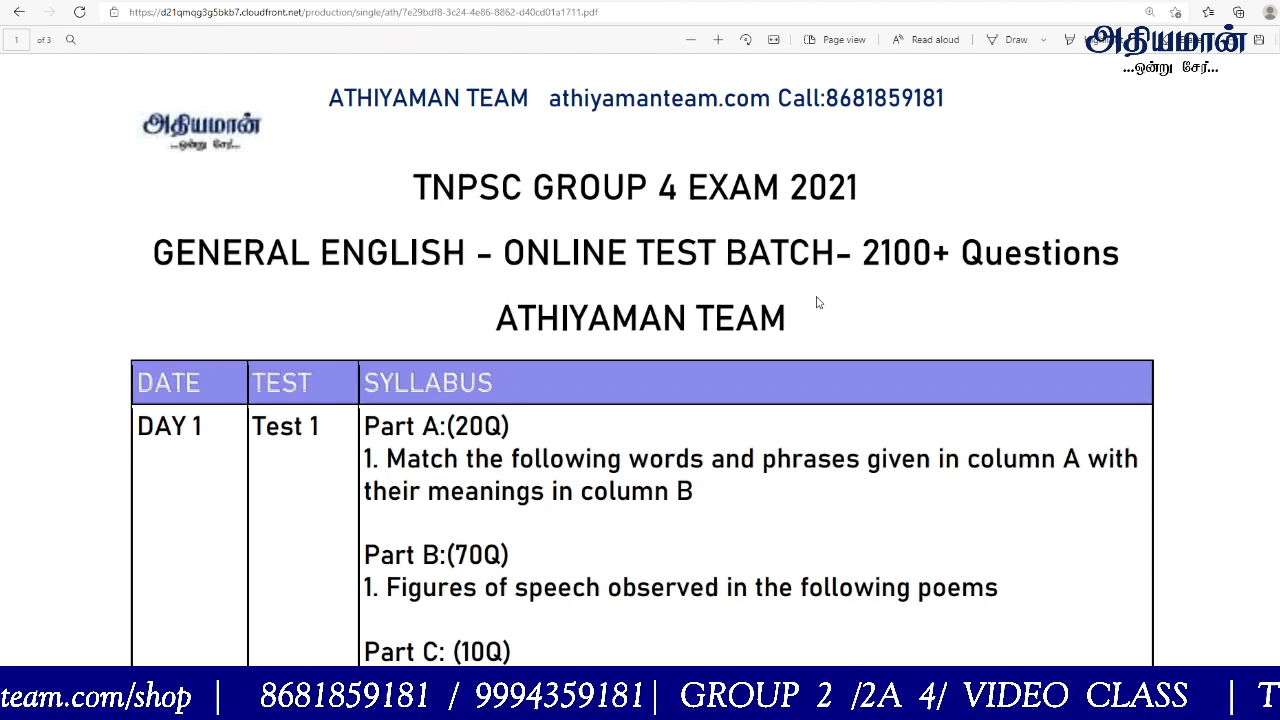 https://d21qmqg3g5bkb7.cloudfront.net/production/single/ath/7e29bdf8-3c24-4e86-8862-d40cd01a1711.pdf
1 of 3 Page view Read aloud Draw
அதியமான்
...ஒன்று சேர்...
ATHIYAMAN TEAM athiyamanteam.com Call:8681859181
அதியமான்
...ஒன்று சேர்...
TNPSC GROUP 4 EXAM 2021
GENERAL ENGLISH - ONLINE TEST BATCH- 2100+ Questions
ATHIYAMAN TEAM
DATE TEST SYLLABUS
DAY 1 Test 1 Part A:(20Q)
1. Match the following words and phrases given in column A with
their meanings in column B
Part B:(70Q)
1. Figures of speech observed in the following poems
Part C: (10Q)
team.com/shop | 8681859181 / 9994359181| GROUP 2 /2A 4/ VIDEO CLASS | T